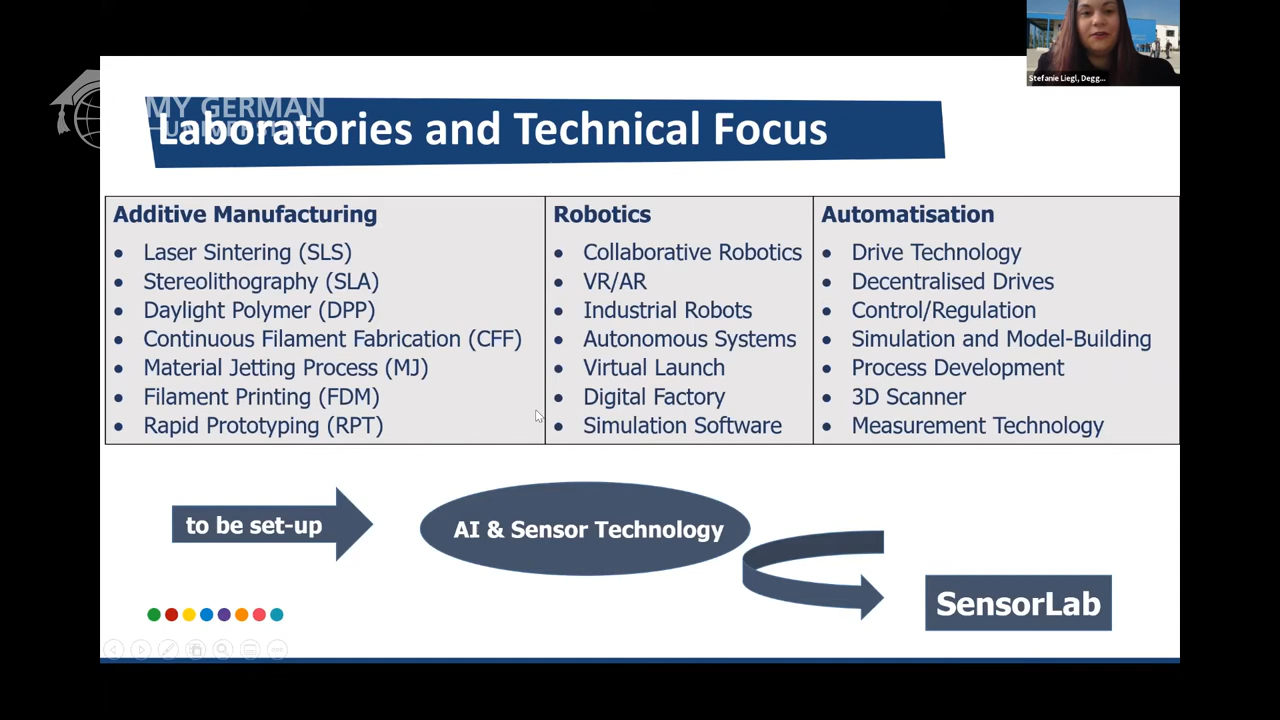 Stefanie Liegl, Degg...
MY GERMAN
UNIVERSITY
Laboratories and Technical Focus
Additive Manufacturing
• Laser Sintering (SLS)
• Stereolithography (SLA)
• Daylight Polymer (DPP)
• Continuous Filament Fabrication (CFF)
• Material Jetting Process (MJ)
• Filament Printing (FDM)
• Rapid Prototyping (RPT)
Robotics
• Collaborative Robotics
• VR/AR
• Industrial Robots
• Autonomous Systems
• Virtual Launch
• Digital Factory
• Simulation Software
Automatisation
• Drive Technology
• Decentralised Drives
• Control/Regulation
• Simulation and Model-Building
• Process Development
• 3D Scanner
• Measurement Technology
to be set-up
AI & Sensor Technology
SensorLab